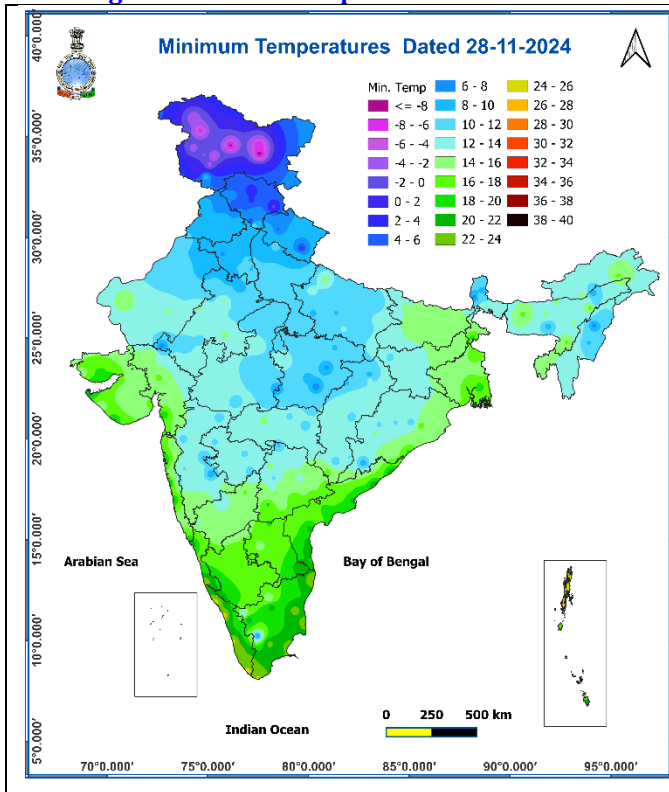 Minimum Temperatures Dated 28-11-2024
Min. Temp
<= -8
-8 - -6
-6 - -4
-4 - -2
-2 - 0
0 - 2
2 - 4
4 - 6
6 - 8
8 - 10
10 - 12
12 - 14
14 - 16
16 - 18
18 - 20
20 - 22
22 - 24
24 - 26
26 - 28
28 - 30
30 - 32
32 - 34
34 - 36
36 - 38
38 - 40
40°0.000'
35°0.000'
30°0.000'
25°0.000'
20°0.000'
15°0.000'
10°0.000'
5°0.000'
Arabian Sea
Bay of Bengal
Indian Ocean
0 250 500 km
70°0.000' 75°0.000' 80°0.000' 85°0.000' 90°0.000' 95°0.000'